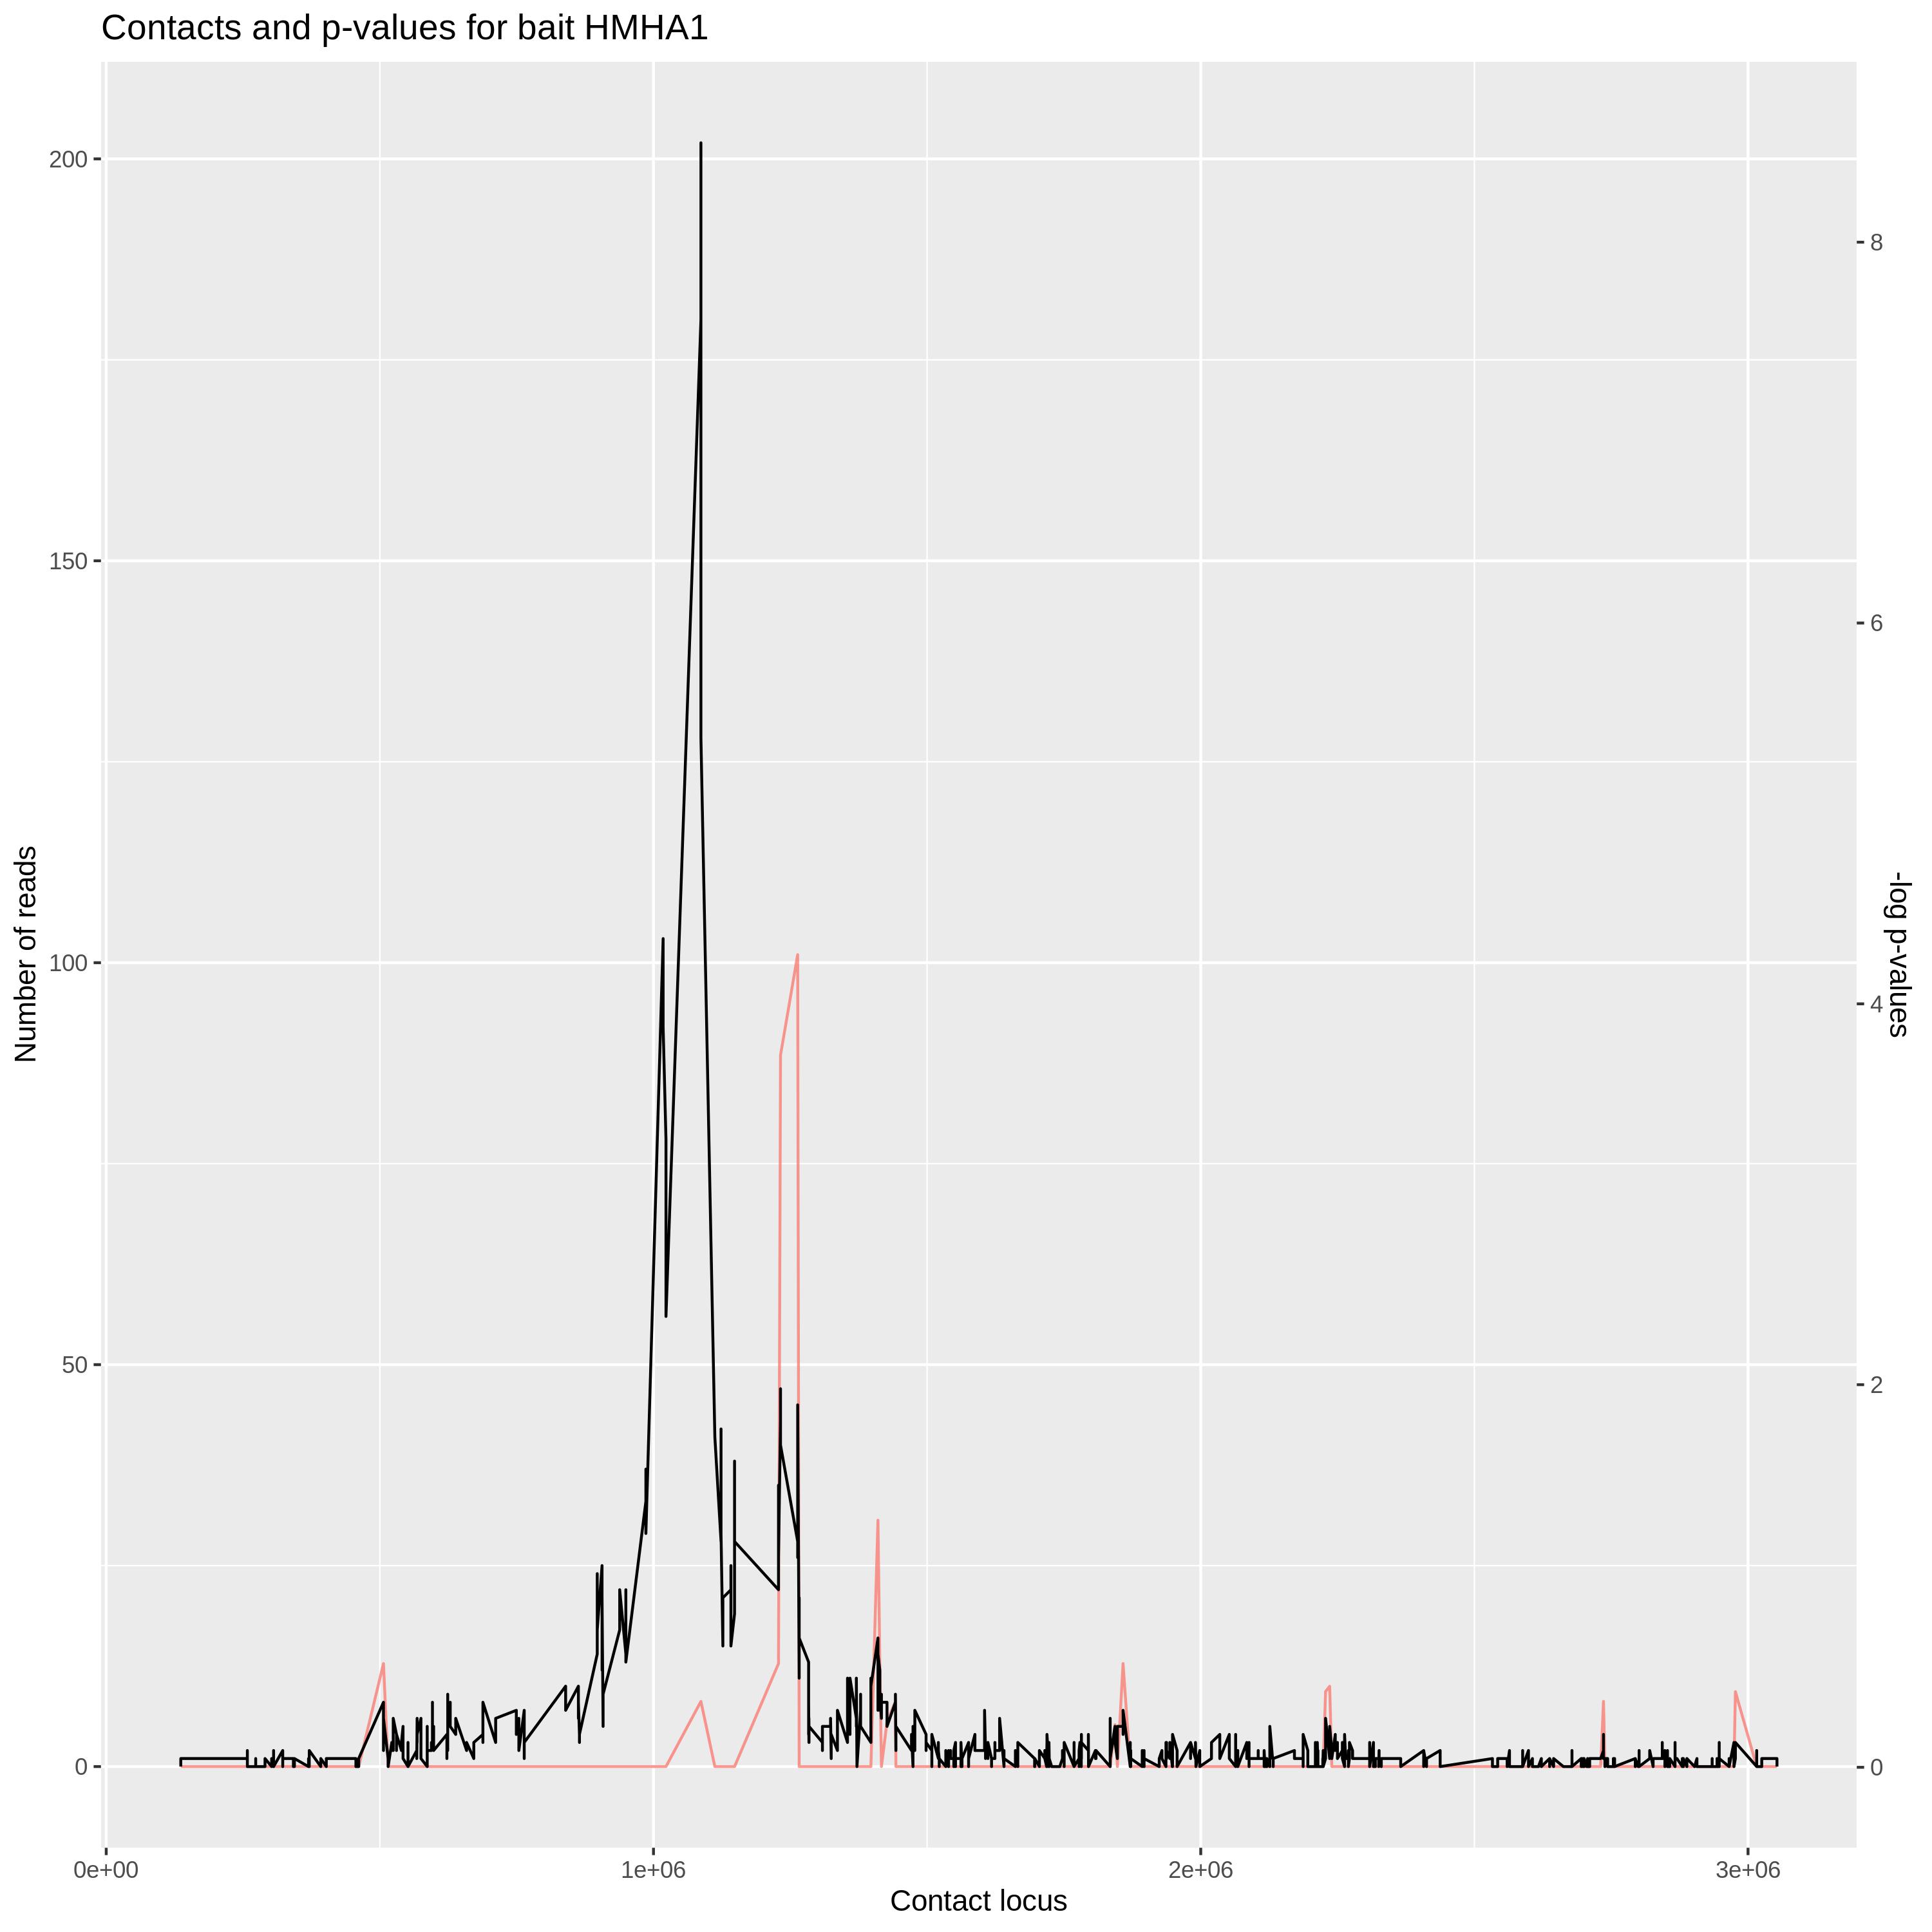 Contacts and p-values for bait HMHA1
200
150
100
50
0
Number of reads
8
6
4
2
0
-log p-values
0e+00
1e+06
2e+06
3e+06
Contact locus